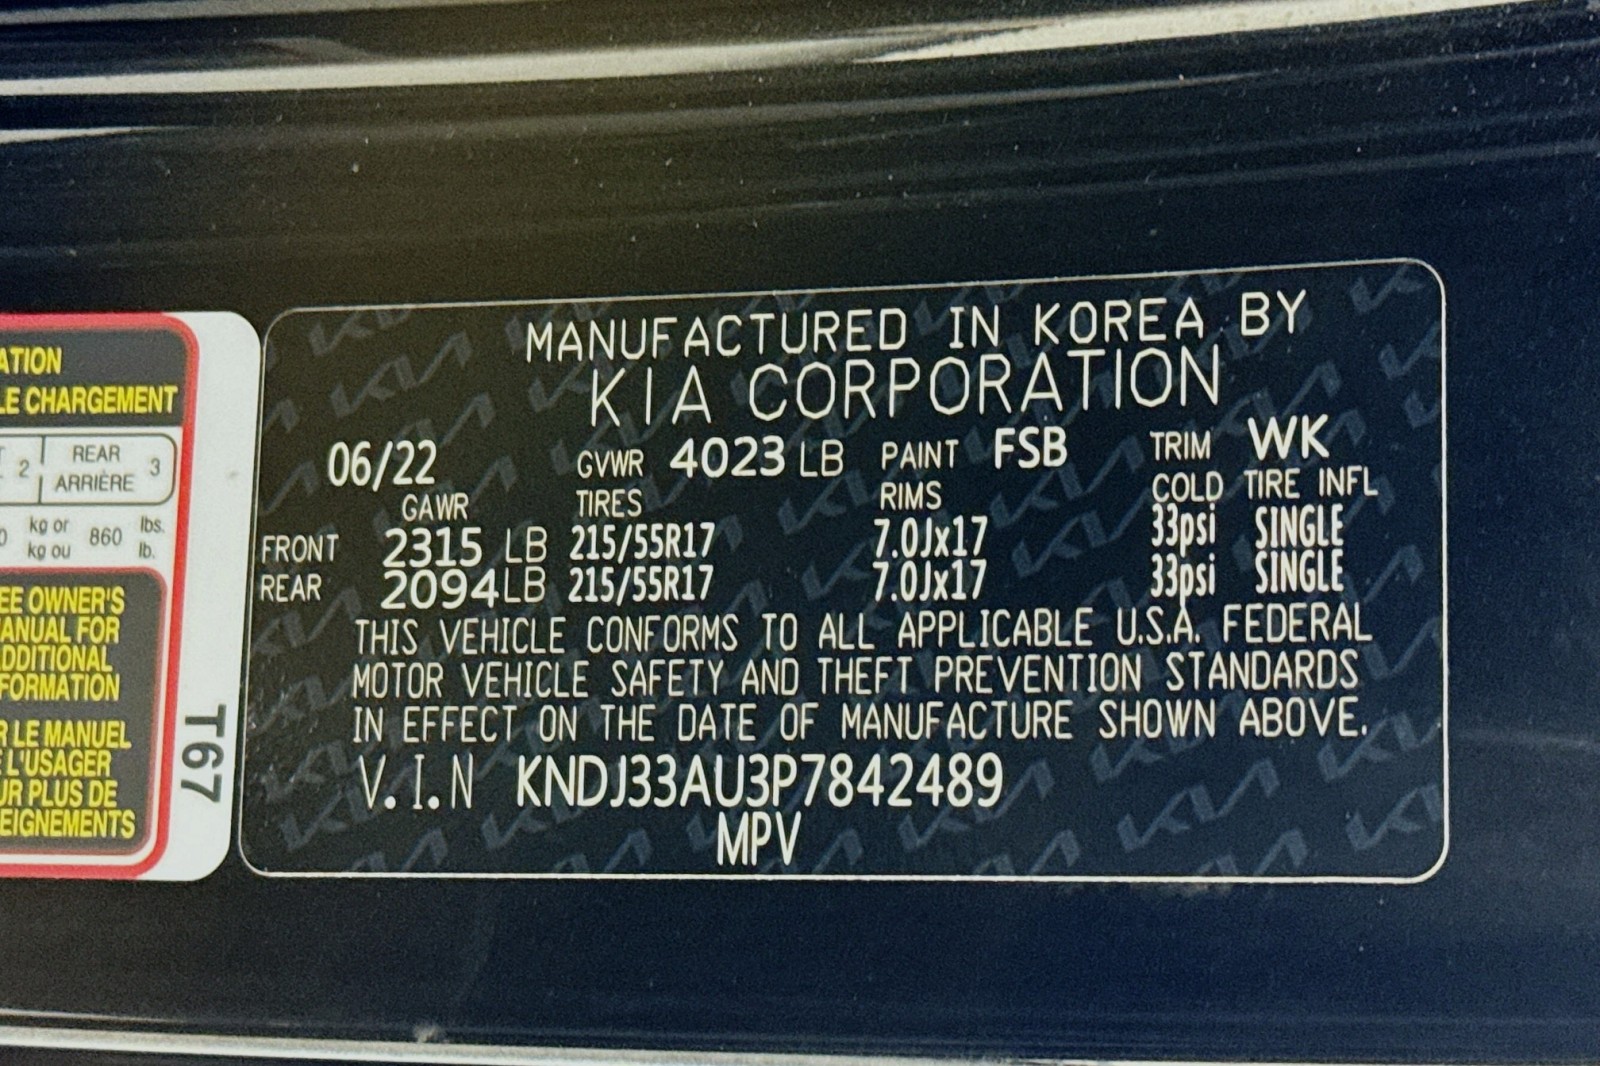 ATION
LE CHARGEMENT
2 REAR ARRIÈRE 3
0 kg or kg ou 860 lbs. lb.
EE OWNER'S
ANUAL FOR
DDITIONAL
FORMATION
R LE MANUEL
L'USAGER
UR PLUS DE
EIGNEMENTS
T67
MANUFACTURED IN KOREA BY
KIA CORPORATION
06/22 GVWR 4023 LB PAINT FSB TRIM WK
GAWR TIRES RIMS COLD TIRE INFL
FRONT 2315 LB 215/55R17 7.0Jx17 33psi SINGLE
REAR 2094 LB 215/55R17 7.0Jx17 33psi SINGLE
THIS VEHICLE CONFORMS TO ALL APPLICABLE U.S.A. FEDERAL
MOTOR VEHICLE SAFETY AND THEFT PREVENTION STANDARDS
IN EFFECT ON THE DATE OF MANUFACTURE SHOWN ABOVE.
V.I.N KNDJ33AU3P7842489
MPV